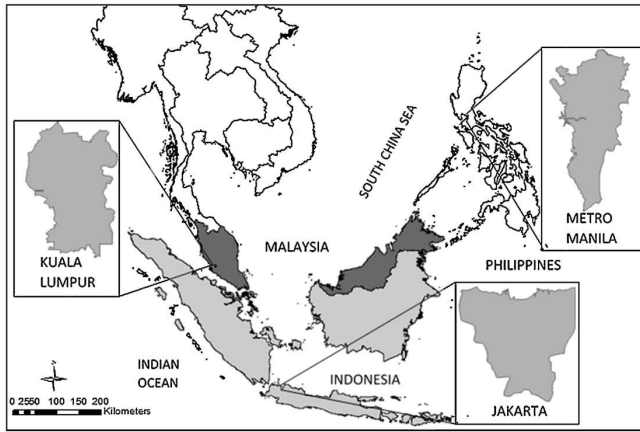 SOUTH CHINA SEA
METRO
MANILA
KUALA
LUMPUR
MALAYSIA
PHILIPPINES
INDIAN
OCEAN
INDONESIA
JAKARTA
0 2550 100 150 200
Kilometers